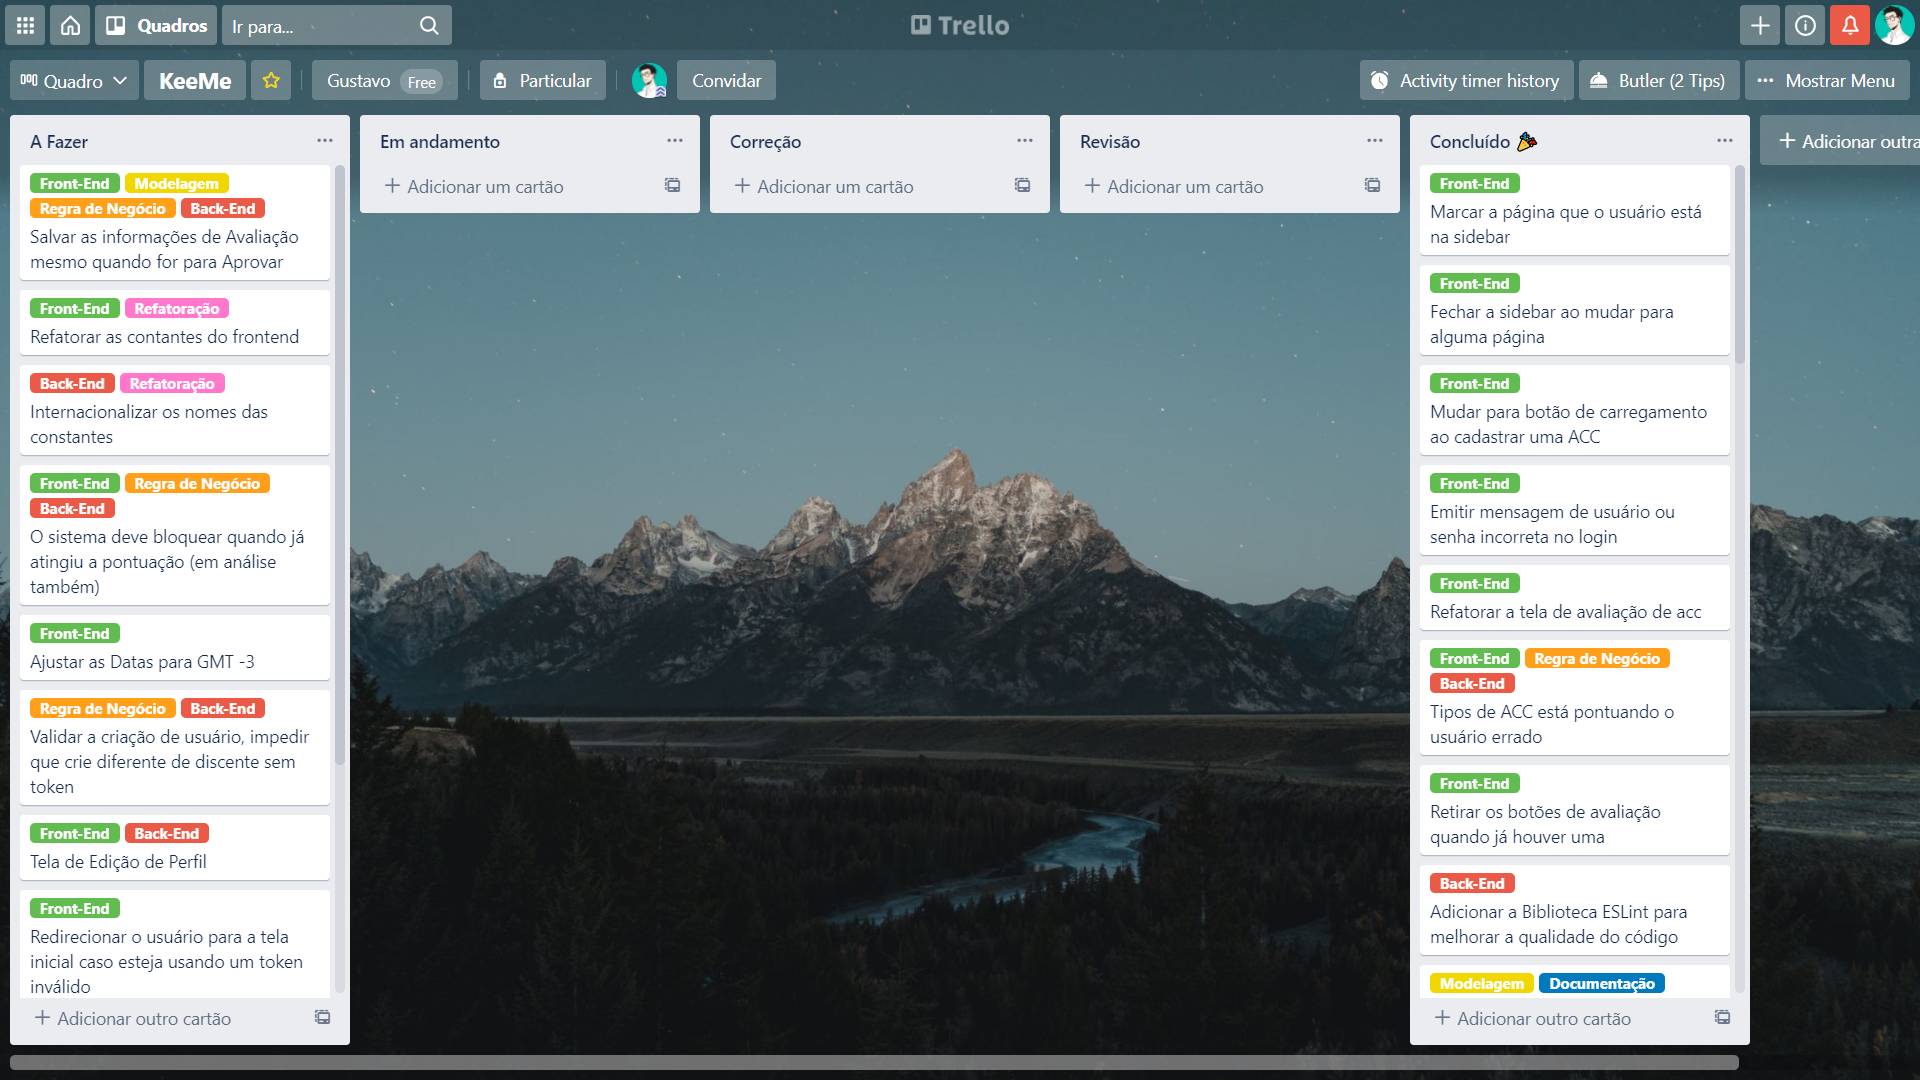 Quadros
Ir para...
Trello
Quadro
KeeMe
Gustavo Free
Particular
Convidar
Activity timer history
Butler (2 Tips)
Mostrar Menu
A Fazer
Front-End Modelagem
Regra de Negócio Back-End
Salvar as informações de Avaliação
mesmo quando for para Aprovar
Front-End Refatoração
Refatorar as contantes do frontend
Back-End Refatoração
Internacionalizar os nomes das
constantes
Front-End Regra de Negócio
Back-End
O sistema deve bloquear quando já
atingiu a pontuação (em análise
também)
Front-End
Ajustar as Datas para GMT -3
Regra de Negócio Back-End
Validar a criação de usuário, impedir
que crie diferente de discente sem
token
Front-End Back-End
Tela de Edição de Perfil
Front-End
Redirecionar o usuário para a tela
inicial caso esteja usando um token
inválido
Adicionar outro cartão
Em andamento
Adicionar um cartão
Correção
Adicionar um cartão
Revisão
Adicionar um cartão
Concluído
Front-End
Marcar a página que o usuário está
na sidebar
Front-End
Fechar a sidebar ao mudar para
alguma página
Front-End
Mudar para botão de carregamento
ao cadastrar uma ACC
Front-End
Emitir mensagem de usuário ou
senha incorreta no login
Front-End
Refatorar a tela de avaliação de acc
Front-End Regra de Negócio
Back-End
Tipos de ACC está pontuando o
usuário errado
Front-End
Retirar os botões de avaliação
quando já houver uma
Back-End
Adicionar a Biblioteca ESLint para
melhorar a qualidade do código
Modelagem Documentação
Adicionar outro cartão
Adicionar outra